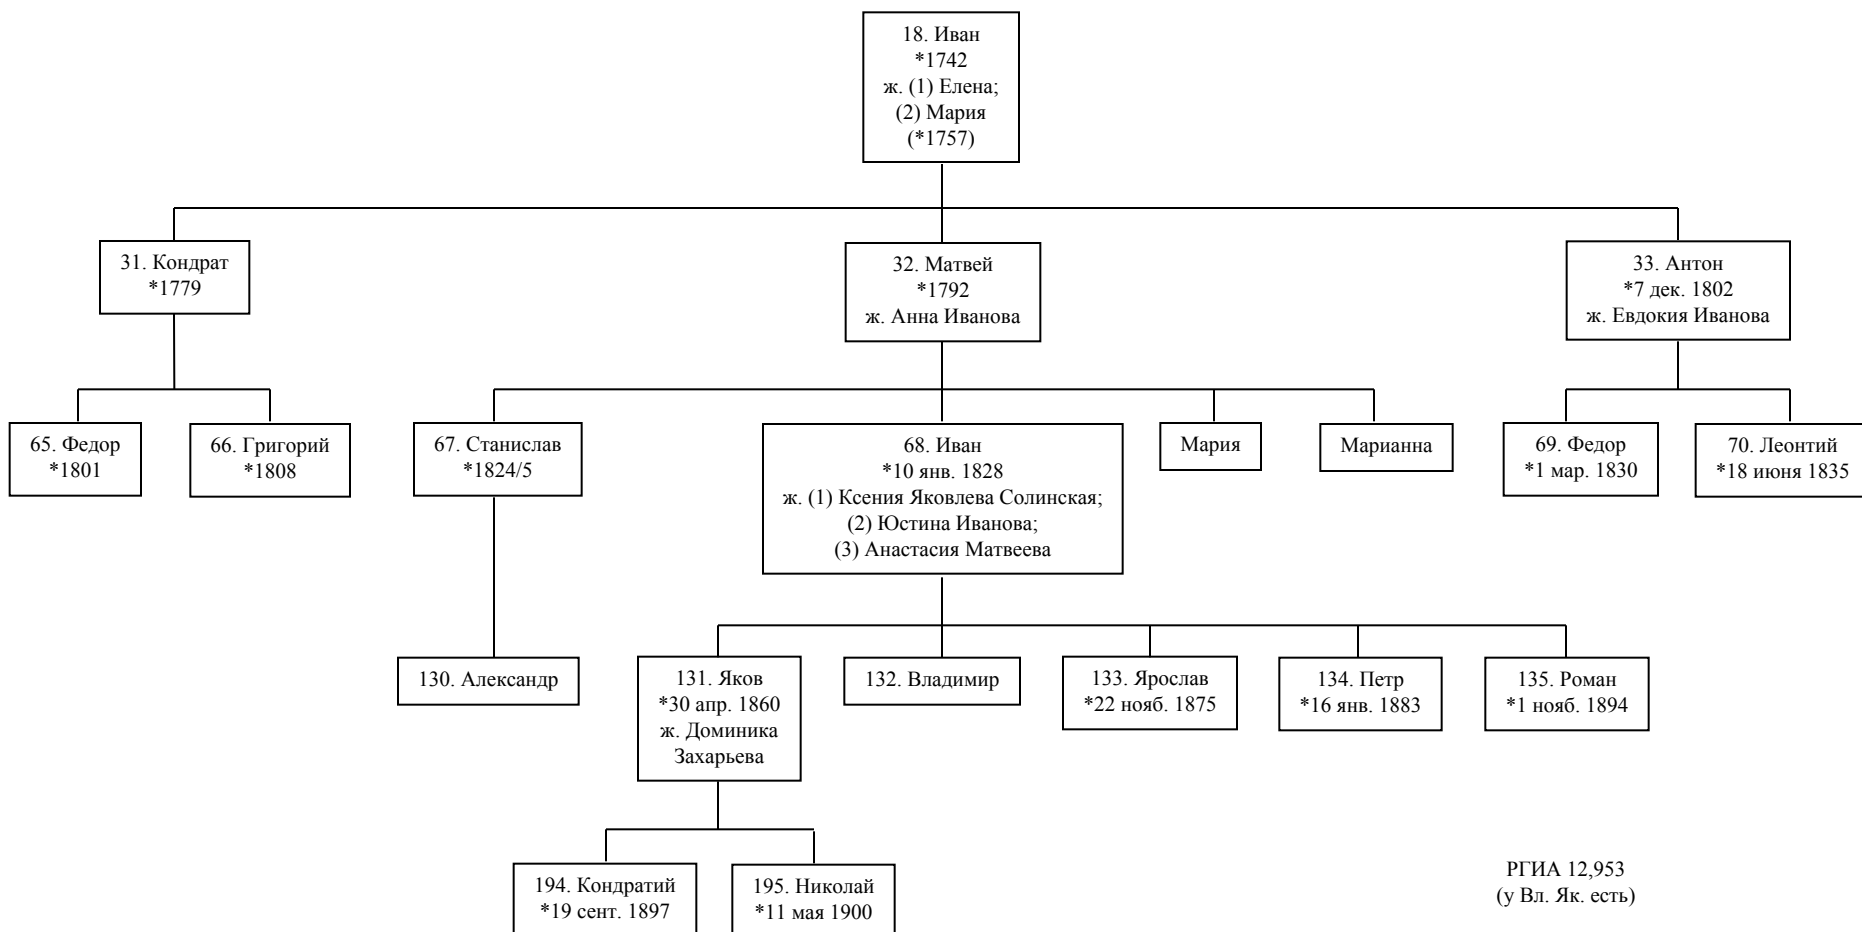 18. Иван
*1742
ж. (1) Елена;
(2) Мария
(*1757)
31. Кондрат
*1779
32. Матвей
*1792
ж. Анна Иванова
33. Антон
*7 дек. 1802
ж. Евдокия Иванова
65. Федор
*1801
66. Григорий
*1808
67. Станислав
*1824/5
68. Иван
*10 янв. 1828
ж. (1) Ксения Яковлева Солинская;
(2) Юстина Иванова;
(3) Анастасия Матвеева
Мария
Марианна
69. Федор
*1 мар. 1830
70. Леонтий
*18 июня 1835
130. Александр
131. Яков
*30 апр. 1860
ж. Доминика
Захарьева
132. Владимир
133. Ярослав
*22 нояб. 1875
134. Петр
*16 янв. 1883
135. Роман
*1 нояб. 1894
194. Кондратий
*19 сент. 1897
195. Николай
*11 мая 1900
РГИА 12,953
(у Вл. Як. есть)